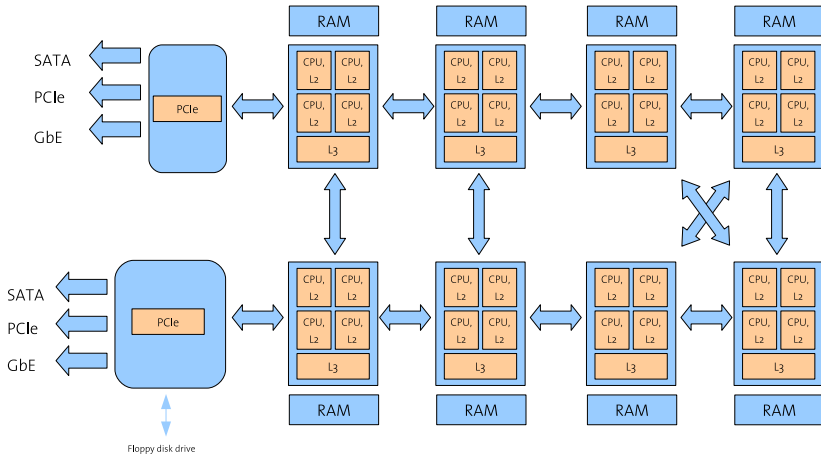 RAM
RAM
RAM
RAM
SATA
PCIe
GbE
PCIe
CPU,
L2
CPU,
L2
CPU,
L2
CPU,
L2
L3
CPU,
L2
CPU,
L2
CPU,
L2
CPU,
L2
L3
CPU,
L2
CPU,
L2
CPU,
L2
CPU,
L2
L3
CPU,
L2
CPU,
L2
CPU,
L2
CPU,
L2
L3
SATA
PCIe
GbE
PCIe
CPU,
L2
CPU,
L2
CPU,
L2
CPU,
L2
L3
CPU,
L2
CPU,
L2
CPU,
L2
CPU,
L2
L3
CPU,
L2
CPU,
L2
CPU,
L2
CPU,
L2
L3
CPU,
L2
CPU,
L2
CPU,
L2
CPU,
L2
L3
RAM
RAM
RAM
RAM
Floppy disk drive